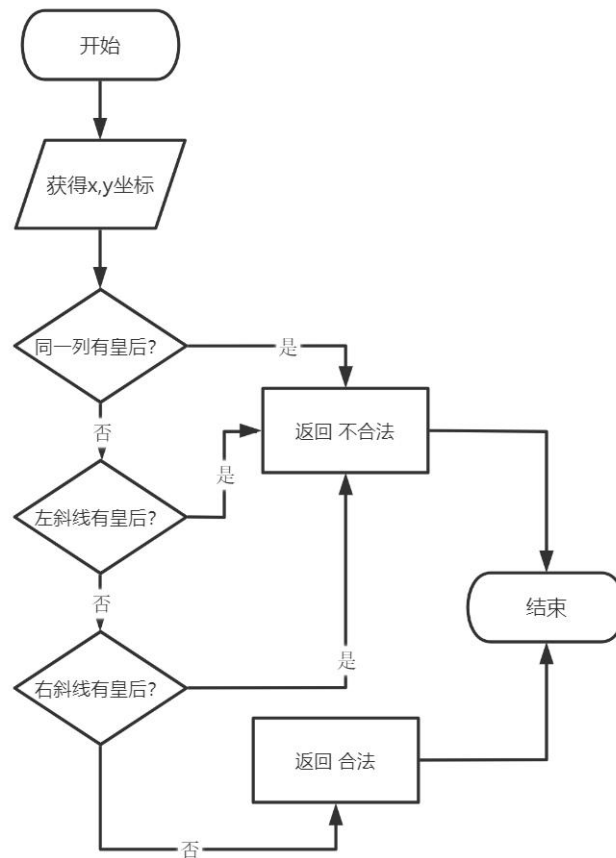 开始
获得x,y坐标
同一列有皇后?
是
返回 不合法
否
是
左斜线有皇后?
否
结束
是
右斜线有皇后?
返回 合法
否